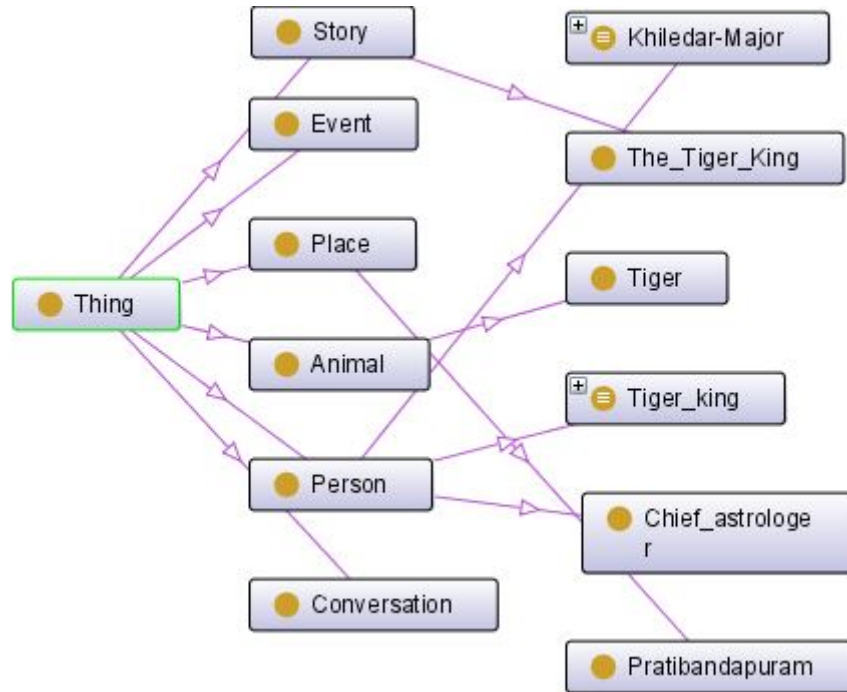 Story
Khiledar-Major
Event
The_Tiger_King
Place
Tiger
Thing
Animal
Tiger_king
Person
Chief_astrologe
r
Conversation
Pratibandapuram